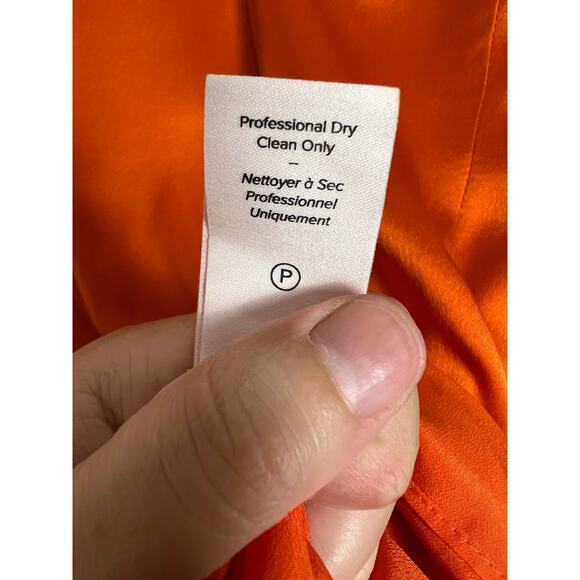 Professional Dry
Clean Only
–
Nettoyer à Sec
Professionnel
Uniquement
P